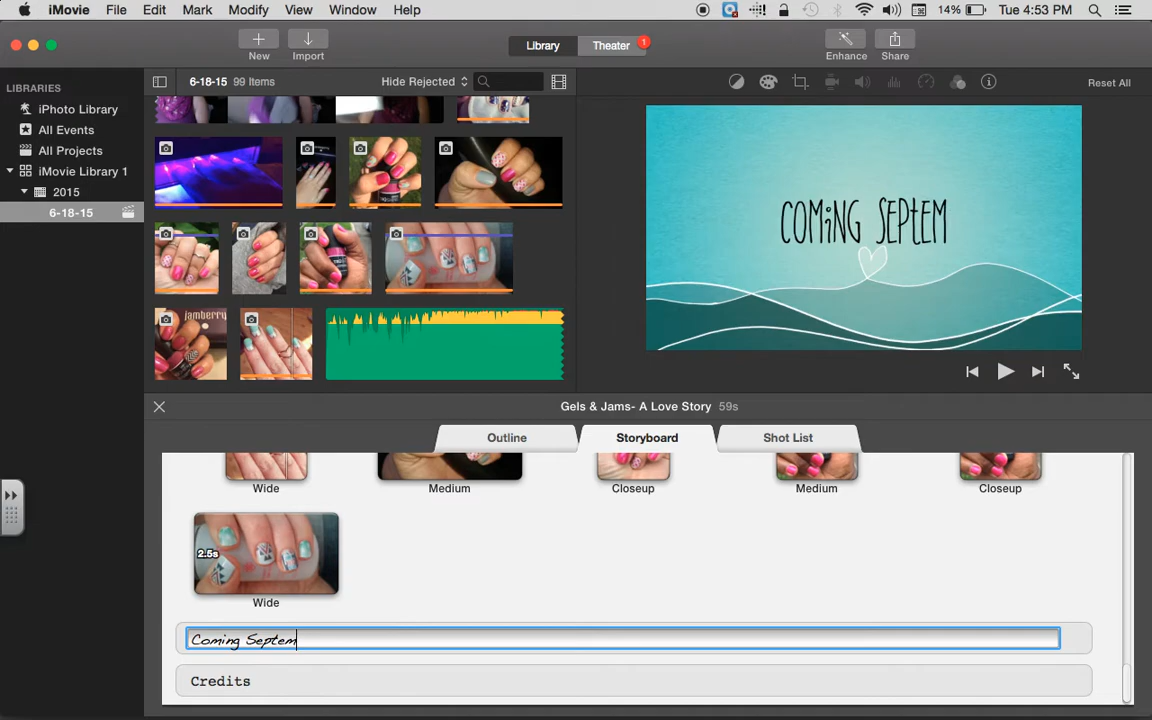 iMovie File Edit Mark Modify View Window Help 14% Tue 4:53 PM
New Import Library Theater 1 Enhance Share
LIBRARIES
iPhoto Library
All Events
All Projects
iMovie Library 1
2015
6-18-15
6-18-15 99 Items Hide Rejected
Reset All
jamberry
COMiNG SEPtEM
Gels & Jams- A Love Story 59s
Outline Storyboard Shot List
Wide Medium Closeup Medium Closeup
2.5s
Wide
Coming Septem
Credits